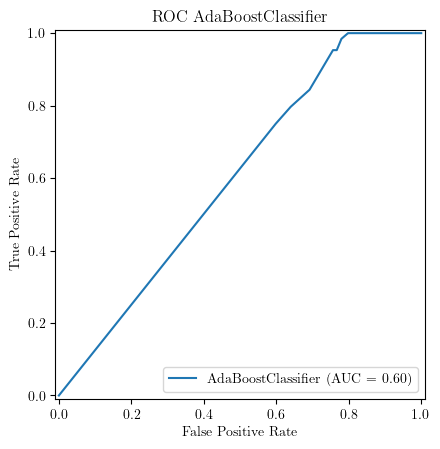 ROC AdaBoostClassifier
True Positive Rate
1.0
0.8
0.6
0.4
0.2
0.0
AdaBoostClassifier (AUC = 0.60)
0.0 0.2 0.4 0.6 0.8 1.0
False Positive Rate